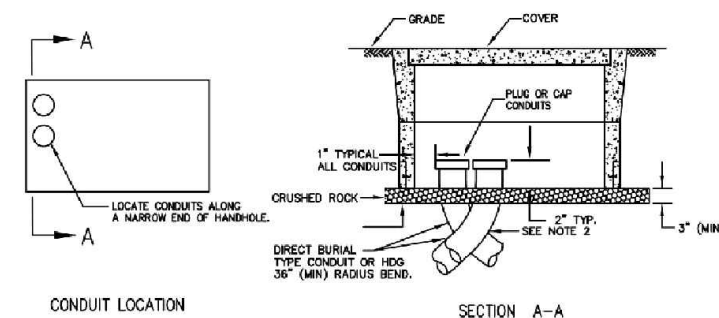 A
A
LOCATE CONDUITS ALONG
A NARROW END OF HANDHOLE.
CONDUIT LOCATION
GRADE
COVER
PLUG OR CAP
CONDUITS
1" TYPICAL
ALL CONDUITS
CRUSHED ROCK
2" TYP.
SEE NOTE 2
3" (MIN
DIRECT BURIAL
TYPE CONDUIT OR HDG
36" (MIN) RADIUS BEND.
SECTION A-A